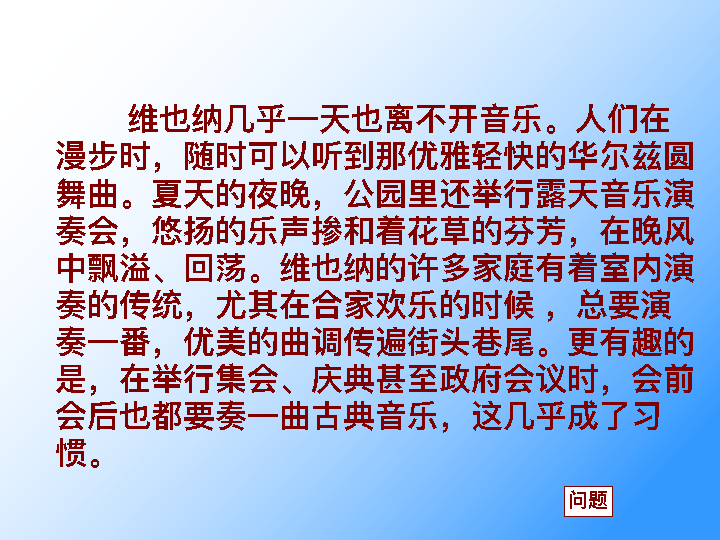 维也纳几乎一天也离不开音乐。人们在
漫步时，随时可以听到那优雅轻快的华尔兹圆
舞曲。夏天的夜晚，公园里还举行露天音乐演
奏会，悠扬的乐声掺和着花草的芬芳，在晚风
中飘溢、回荡。维也纳的许多家庭有着室内演
奏的传统，尤其在合家欢乐的时候 ，总要演
奏一番，优美的曲调传遍街头巷尾。更有趣的
是，在举行集会、庆典甚至政府会议时，会前
会后也都要奏一曲古典音乐，这几乎成了习
惯。
问题